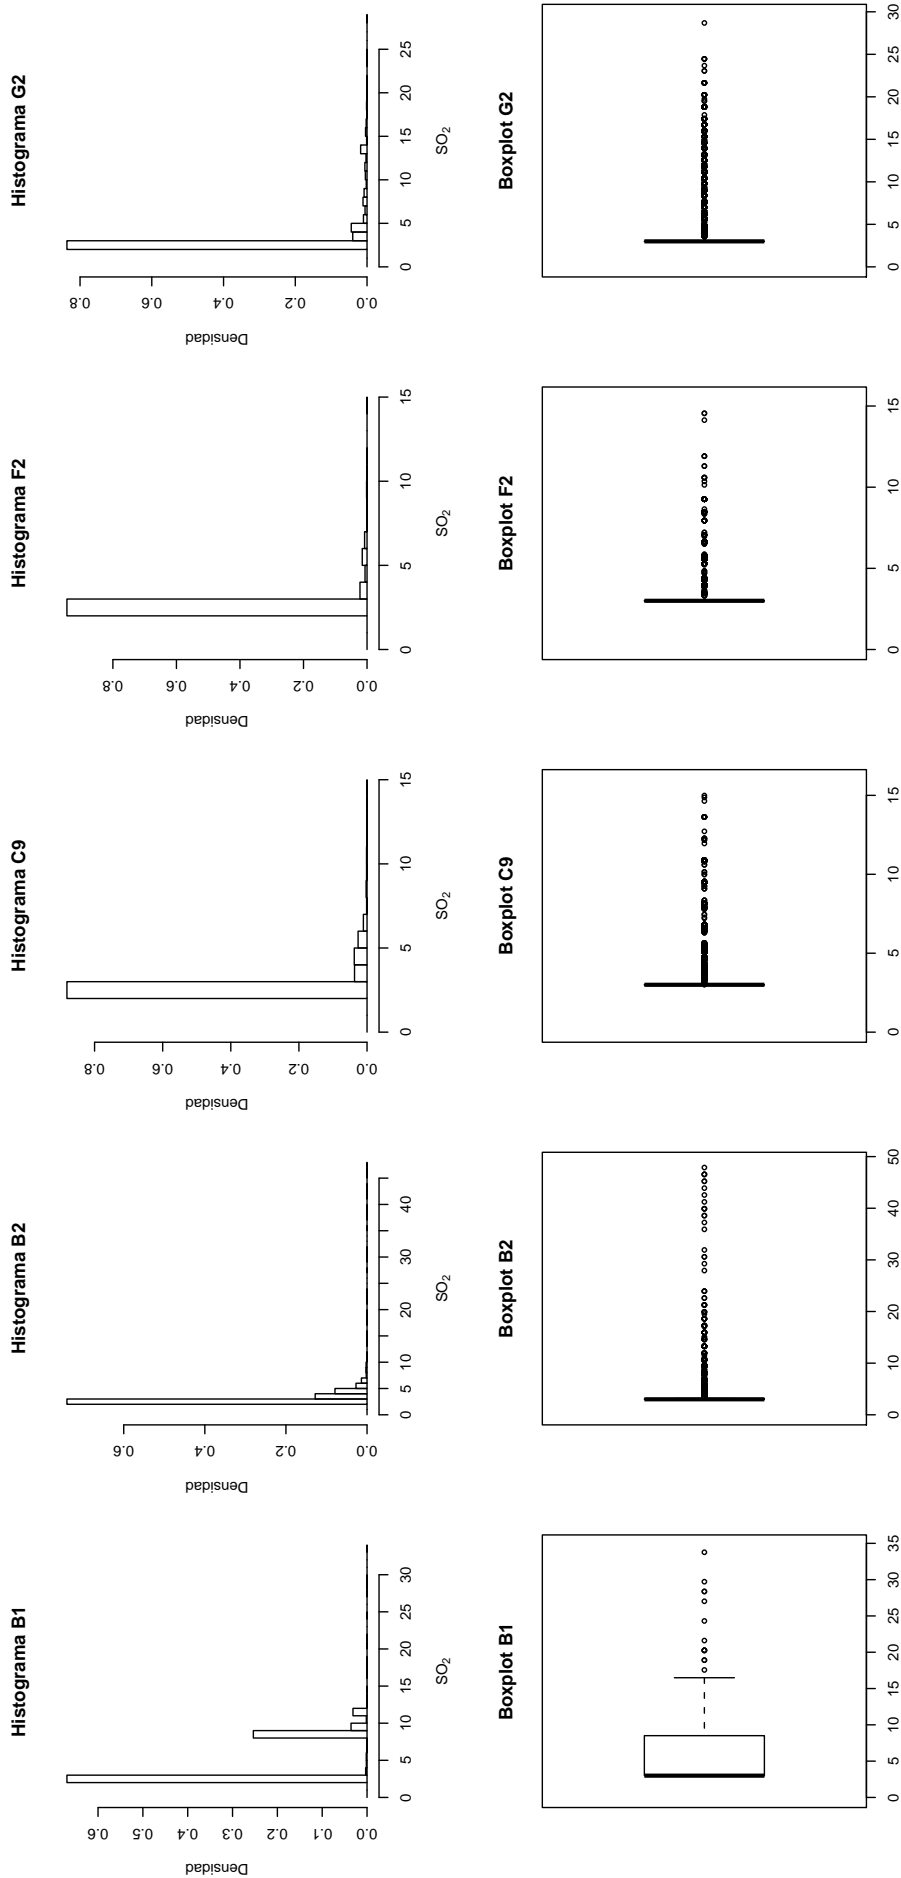 Histograma B1
Densidad
0.6
0.5
0.4
0.3
0.2
0.1
0.0
0 5 10 15 20 25 30
SO2
Histograma B2
Densidad
0.6
0.4
0.2
0.0
0 5 10 20 30 40
SO2
Histograma C9
Densidad
0.8
0.6
0.4
0.2
0.0
0 5 10 15
SO2
Histograma F2
Densidad
0.8
0.6
0.4
0.2
0.0
0 5 10 15
SO2
Histograma G2
Densidad
0.8
0.6
0.4
0.2
0.0
0 5 10 15 20 25
SO2
Boxplot B1
0 5 10 15 20 25 30 35
Boxplot B2
0 10 20 30 40 50
Boxplot C9
0 5 10 15
Boxplot F2
0 5 10 15
Boxplot G2
0 5 10 15 20 25 30